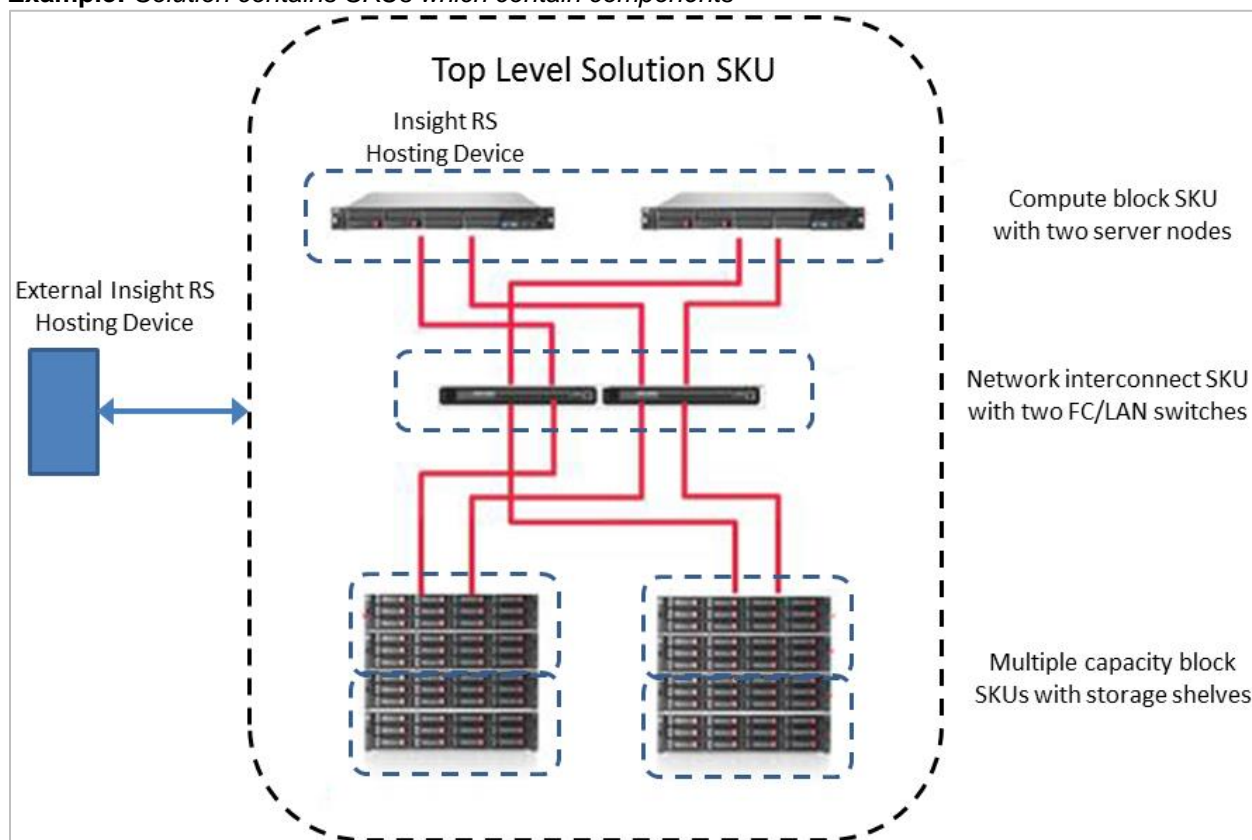 Example: Solution contains SKUs which contain components
Top Level Solution SKU
Insight RS
Hosting Device
Compute block SKU
with two server nodes
External Insight RS
Hosting Device
Network interconnect SKU
with two FC/LAN switches
Multiple capacity block
SKUs with storage shelves